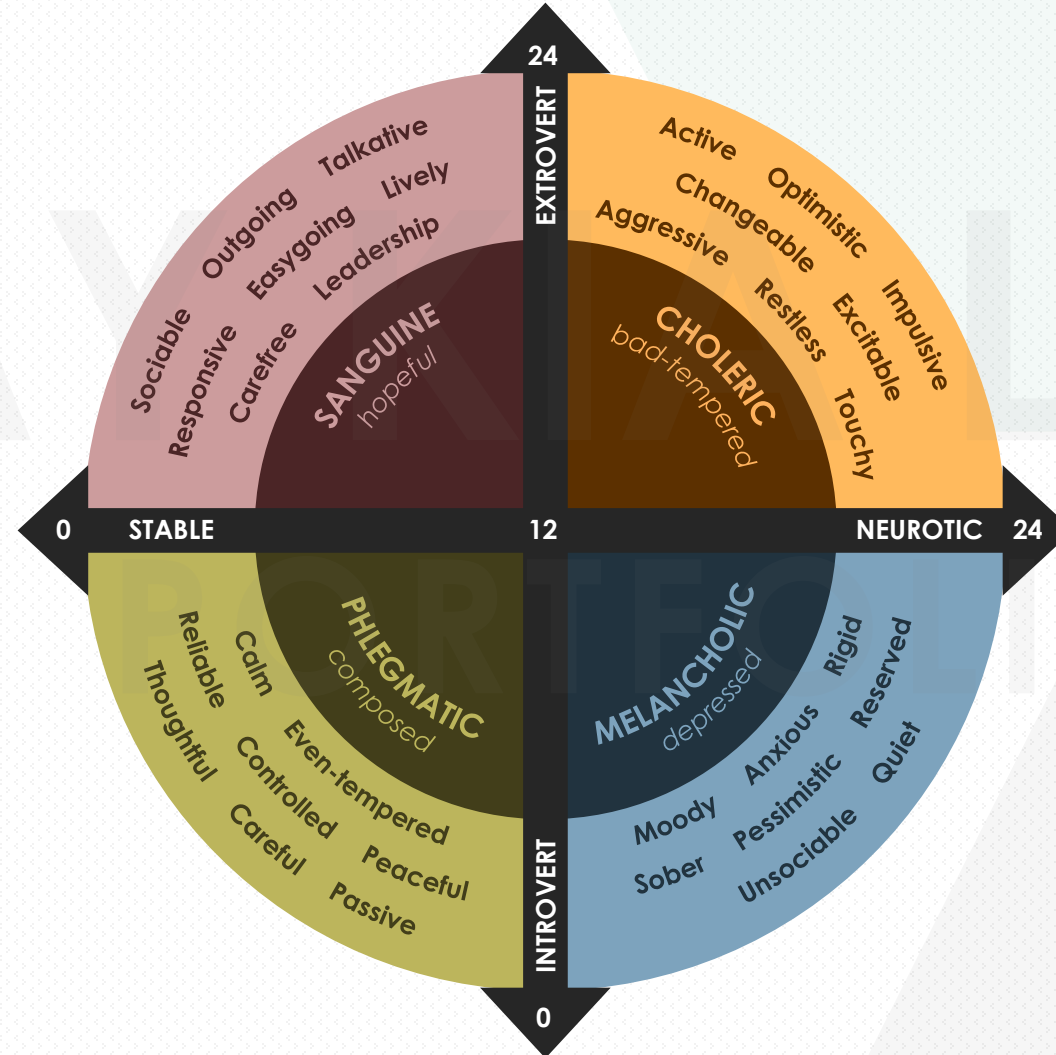 24
EXTROVERT
Talkative
Lively
Outgoing
Easygoing
Leadership
Sociable
Responsive
Carefree
SANGUINE
hopeful
Active
Optimistic
Changeable
Aggressive
Impulsive
Excitable
Restless
Touchy
CHOLERIC
bad-tempered
0
STABLE
12
NEUROTIC
24
PHLEGMATIC
composed
Reliable
Calm
Thoughtful
Even-tempered
Controlled
Careful
Peaceful
Passive
MELANCHOLIC
depressed
Rigid
Reserved
Anxious
Quiet
Moody
Pessimistic
Sober
Unsociable
INTROVERT
0